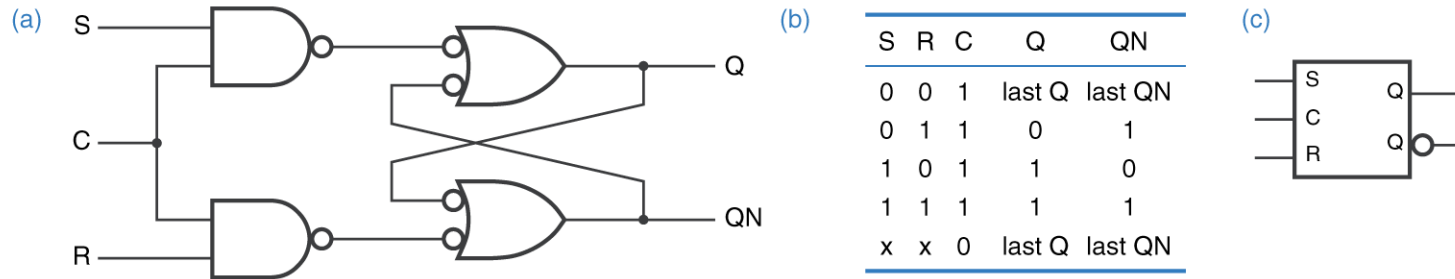 (a)
S
C
R
Q
QN
(b)
S R C Q QN
0 0 1 last Q last QN
0 1 1 0 1
1 0 1 1 0
1 1 1 1 1
x x 0 last Q last QN
(c)
S
C
R
Q
Q